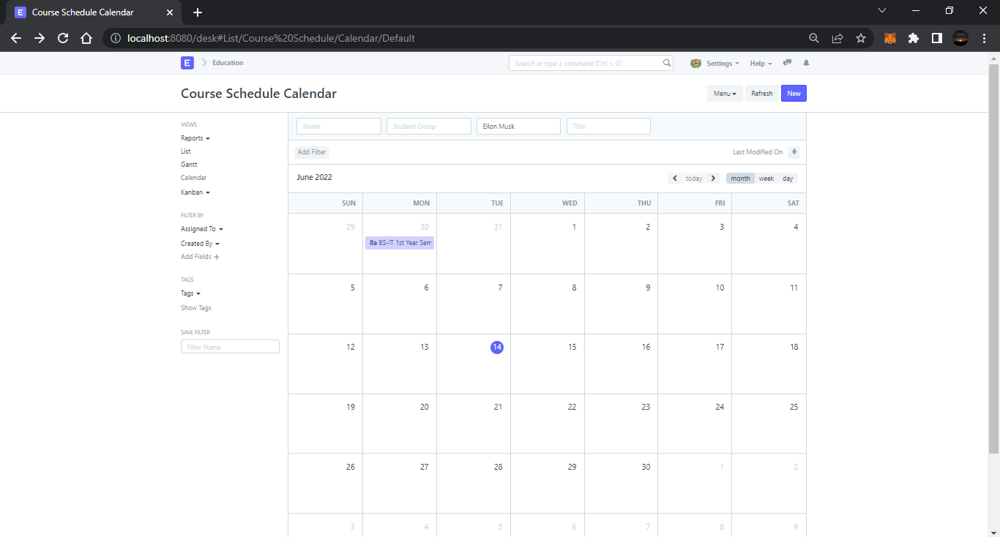 E Course Schedule Calendar
localhost:8080/desk#List/Course%20Schedule/Calendar/Default
E Education
Search or type a command (Ctrl + G)
Settings
Help
Course Schedule Calendar
Menu
Refresh
New
VIEWS
Reports
List
Gantt
Calendar
Kanban
FILTER BY
Assigned To
Created By
Add Fields +
TAGS
Tags
Show Tags
SAVE FILTER
Filter Name
Name
Student Group
Ellon Musk
Title
Add Filter
Last Modified On
June 2022
today
month week day
SUN MON TUE WED THU FRI SAT
29 30 31 1 2 3 4
8a BS-IT 1st Year Sem
5 6 7 8 9 10 11
12 13 14 15 16 17 18
19 20 21 22 23 24 25
26 27 28 29 30 1 2
3 4 5 6 7 8 9